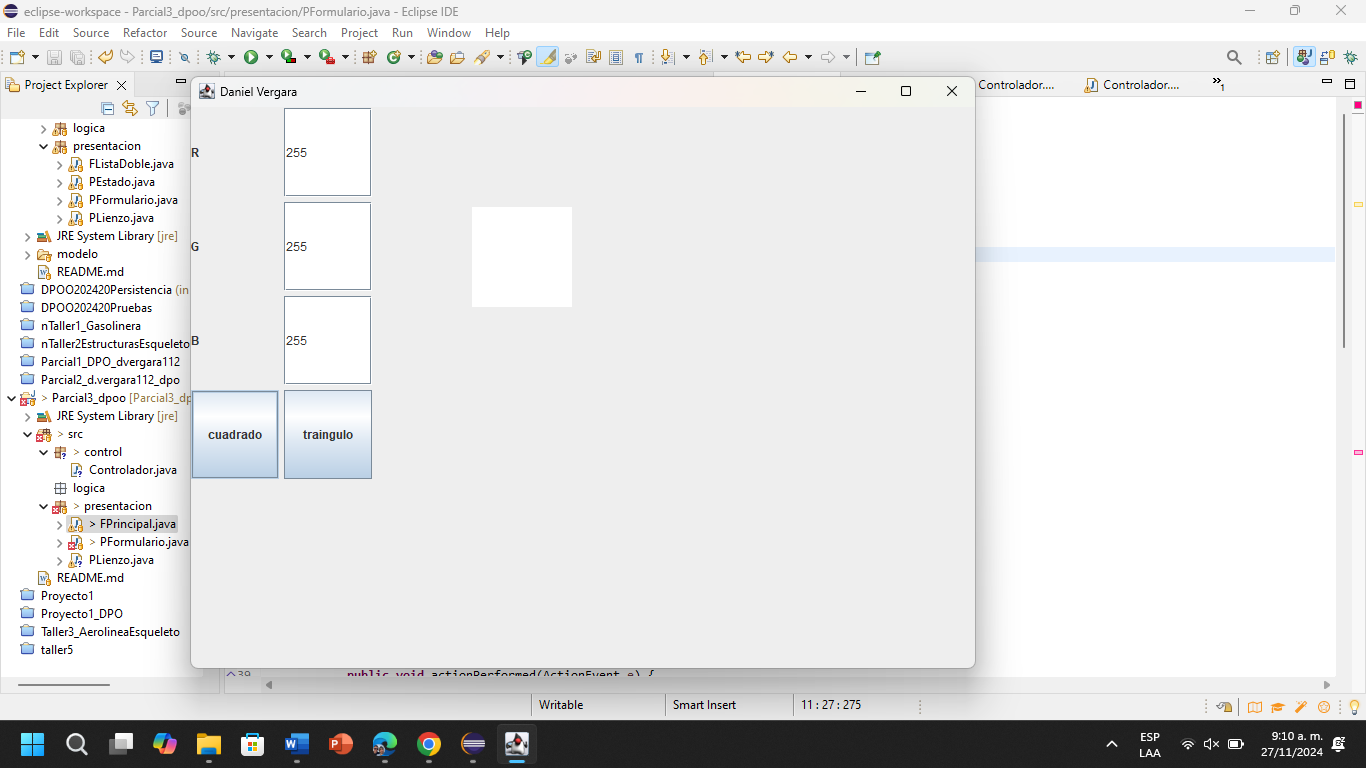 eclipse-workspace - Parcial3_dpoo/src/presentacion/PFormulario.java - Eclipse IDE
File Edit Source Refactor Source Navigate Search Project Run Window Help
Project Explorer
Daniel Vergara
Controlador....
Controlador....
1
logica
presentacion
FListaDoble.java
PEstado.java
PFormulario.java
PLienzo.java
JRE System Library [jre]
modelo
README.md
DPOO202420Persistencia (in
DPOO202420Pruebas
nTaller1_Gasolinera
nTaller2EstructurasEsqueleto
Parcial1_DPO_dvergara112
Parcial2_d.vergara112_dpo
> Parcial3_dpoo [Parcial3_dp
JRE System Library [jre]
> src
> control
Controlador.java
logica
> presentacion
> FPrincipal.java
> PFormulario.java
PLienzo.java
README.md
Proyecto1
Proyecto1_DPO
Taller3_AerolineaEsqueleto
taller5
R
255
G
255
B
255
cuadrado
traingulo
39 public void actionPerformed(ActionEvent e) {
Writable
Smart Insert
11 : 27 : 275
ESP
LAA
9:10 a. m.
27/11/2024